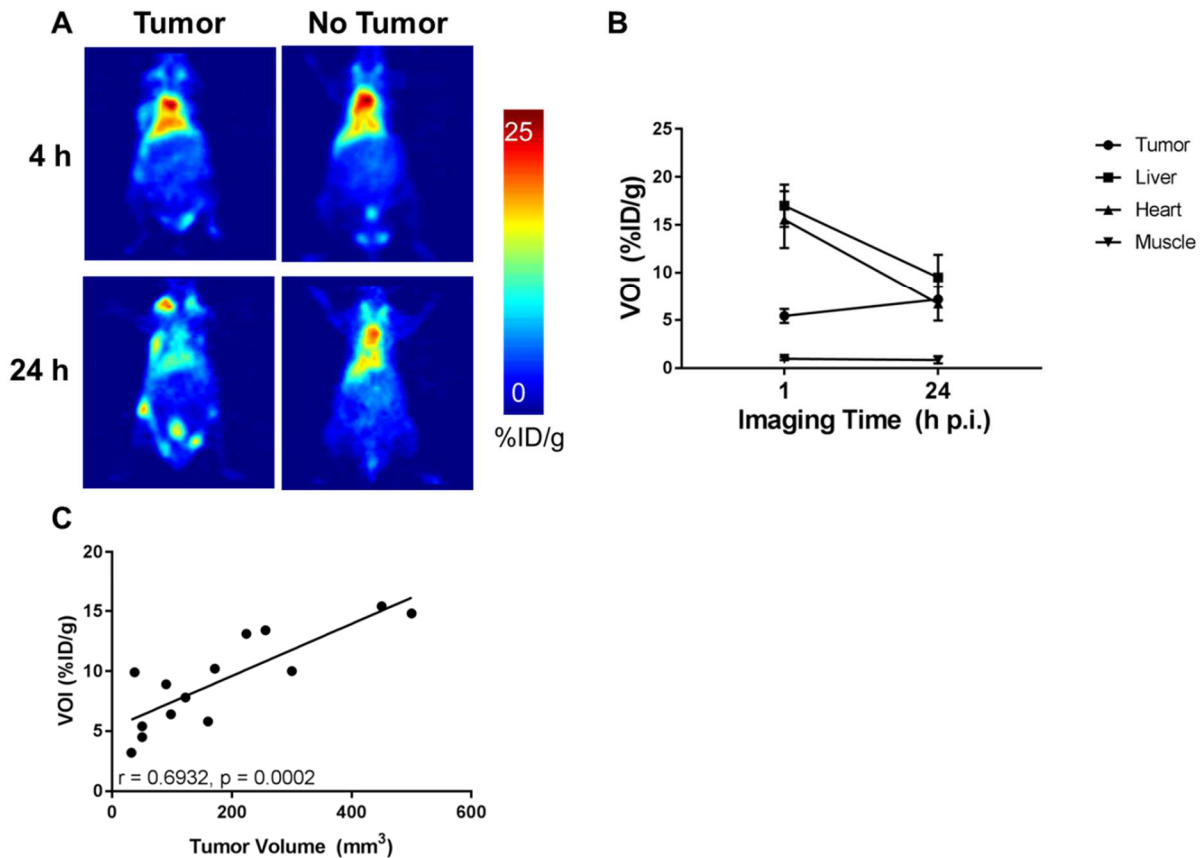 A
Tumor
No Tumor
4 h
24 h
25
0
%ID/g
B
VOI (%ID/g)
25
20
15
10
5
0
1
24
Imaging Time (h p.i.)
Tumor
Liver
Heart
Muscle
C
VOI (%ID/g)
20
15
10
5
0
r = 0.6932, p = 0.0002
0
200
400
600
Tumor Volume (mm³)